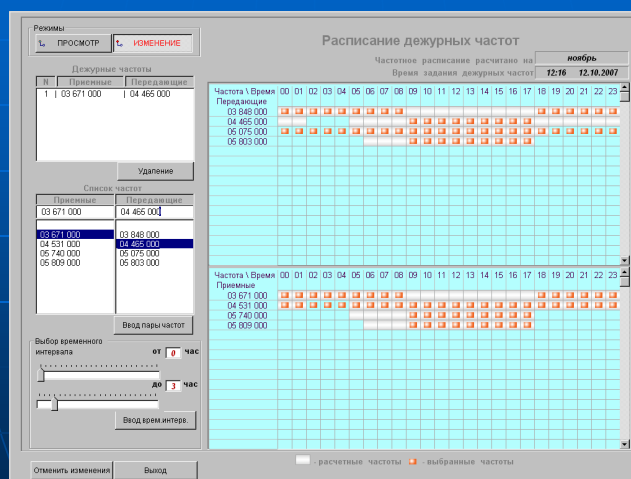 Режимы
ПРОСМОТР ИЗМЕНЕНИЕ
Дежурные частоты
N Приемные Передающие
1 | 03 671 000 | 04 465 000
Удаление
Список частот
Приемные Передающие
03 671 000 04 465 000
03 671 000 03 848 000
04 531 000 04 465 000
05 740 000 05 075 000
05 809 000 05 803 000
Ввод пары частот
Выбор временного
интервала от 0 час
до 3 час
Ввод врем.интерв.
Отменить изменения Выход
Расписание дежурных частот
Частотное расписание расчитано на ноябрь
Время задания дежурных частот 12:16 12.10.2007
Частота \ Время 00 01 02 03 04 05 06 07 08 09 10 11 12 13 14 15 16 17 18 19 20 21 22 23
Передающие
03 848 000
04 465 000
05 075 000
05 803 000
Частота \ Время 00 01 02 03 04 05 06 07 08 09 10 11 12 13 14 15 16 17 18 19 20 21 22 23
Приемные
03 671 000
04 531 000
05 740 000
05 809 000
- расчетные частоты - выбранные частоты